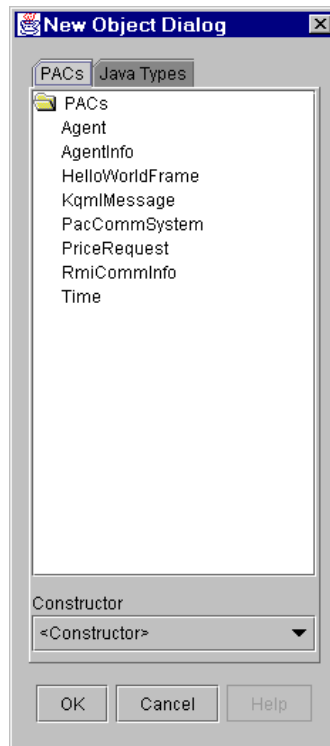 New Object Dialog
PACs Java Types
PACs
Agent
AgentInfo
HelloWorldFrame
KqmlMessage
PacCommSystem
PriceRequest
RmiCommInfo
Time
Constructor
<Constructor>
OK Cancel Help